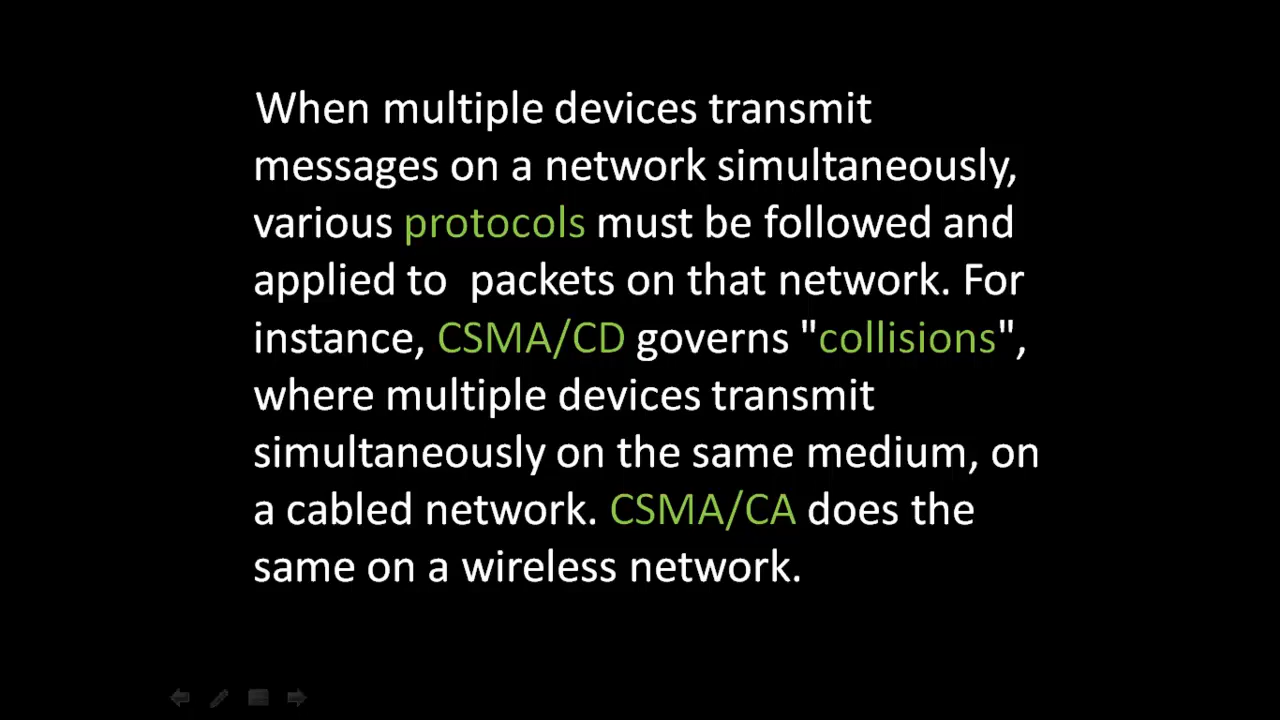 When multiple devices transmit
messages on a network simultaneously,
various protocols must be followed and
applied to  packets on that network. For
instance, CSMA/CD governs "collisions",
where multiple devices transmit
simultaneously on the same medium, on
a cabled network. CSMA/CA does the
same on a wireless network.